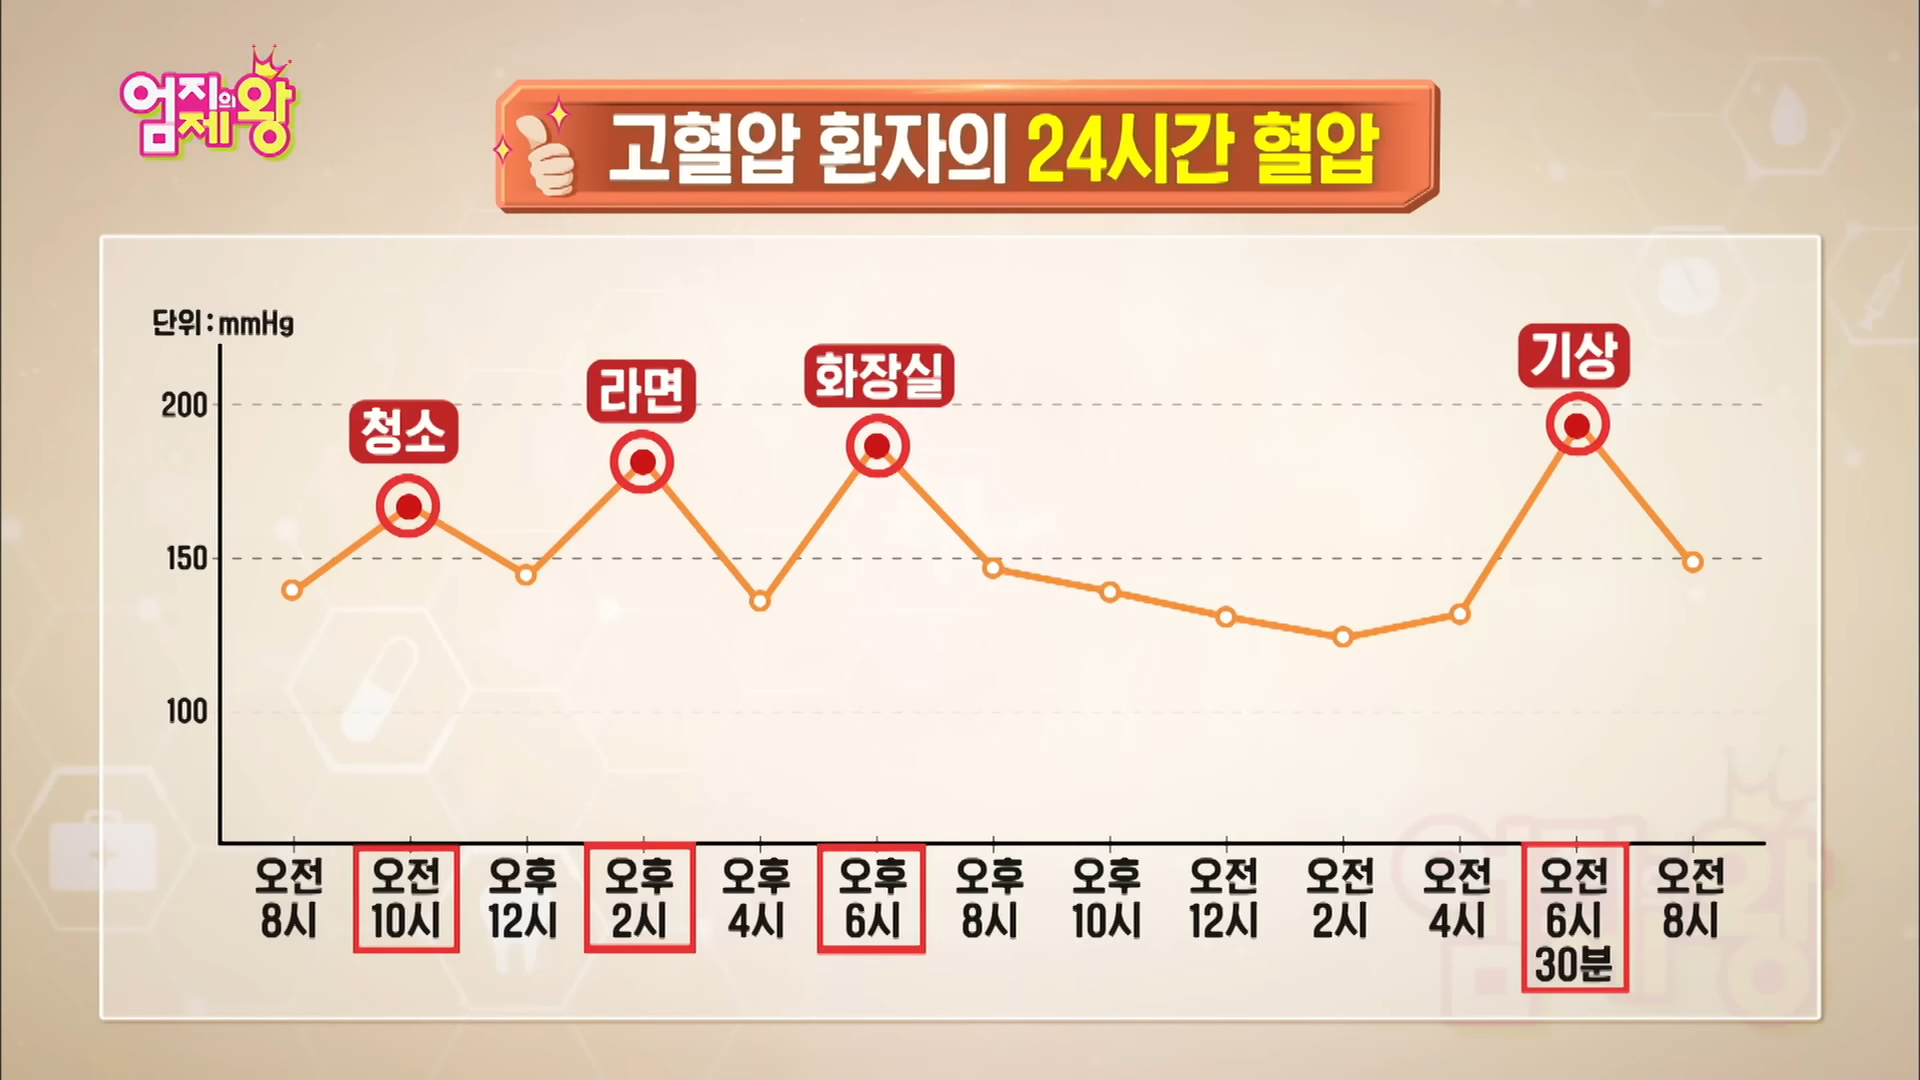 엄지의 제왕
고혈압 환자의 24시간 혈압
단위:mmHg
200
150
100
청소
라면
화장실
기상
오전 8시
오전 10시
오후 12시
오후 2시
오후 4시
오후 6시
오후 8시
오후 10시
오전 12시
오전 2시
오전 4시
오전 6시 30분
오전 8시